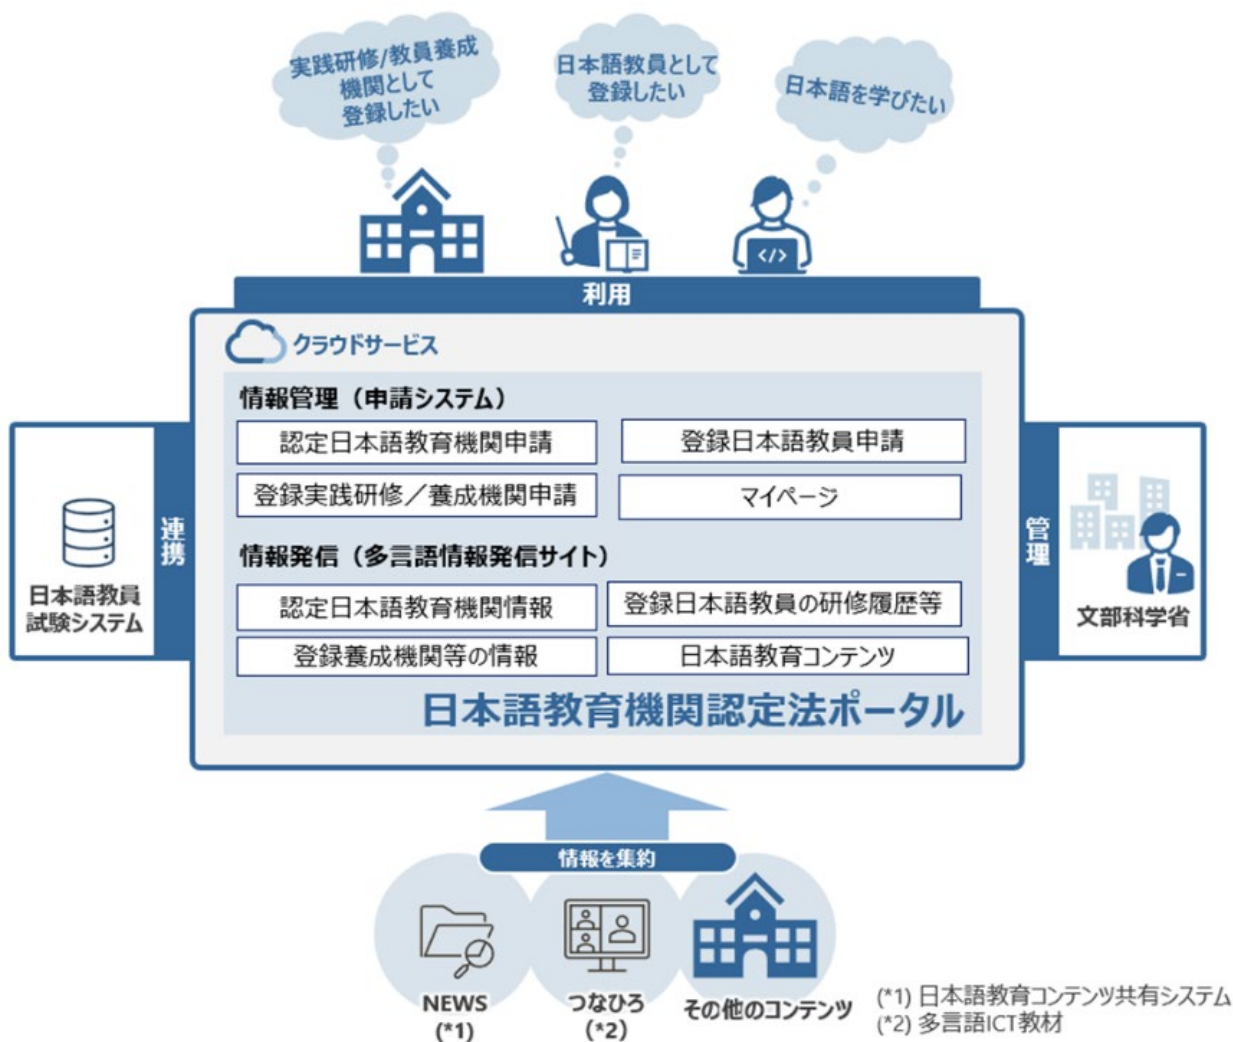 実践研修/教員養成
機関として
登録したい
日本語教員として
登録したい
日本語を学びたい
</>
利用
クラウドサービス
情報管理（申請システム）
認定日本語教育機関申請
登録日本語教員申請
登録実践研修／養成機関申請
マイページ
情報発信（多言語情報発信サイト）
認定日本語教育機関情報
登録日本語教員の研修履歴等
登録養成機関等の情報
日本語教育コンテンツ
日本語教育機関認定法ポータル
連携
日本語教員
試験システム
管理
文部科学省
情報を集約
NEWS
(*1)
つなひろ
(*2)
その他のコンテンツ
(*1) 日本語教育コンテンツ共有システム
(*2) 多言語ICT教材